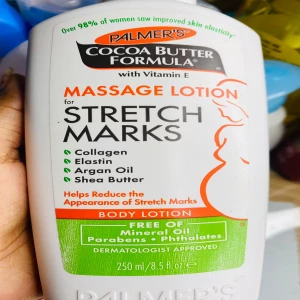 Over 98% of women saw improved skin elasticity*
PALMER'S®
COCOA BUTTER
FORMULA®
with Vitamin E
MASSAGE LOTION
for
STRETCH
MARKS
Collagen
Elastin
Argan Oil
Shea Butter
Helps Reduce the
Appearance of Stretch Marks
BODY LOTION
FREE OF
Mineral Oil
Parabens • Phthalates
DERMATOLOGIST APPROVED
250 ml/8.5 fl. oz. e
PALMER'S